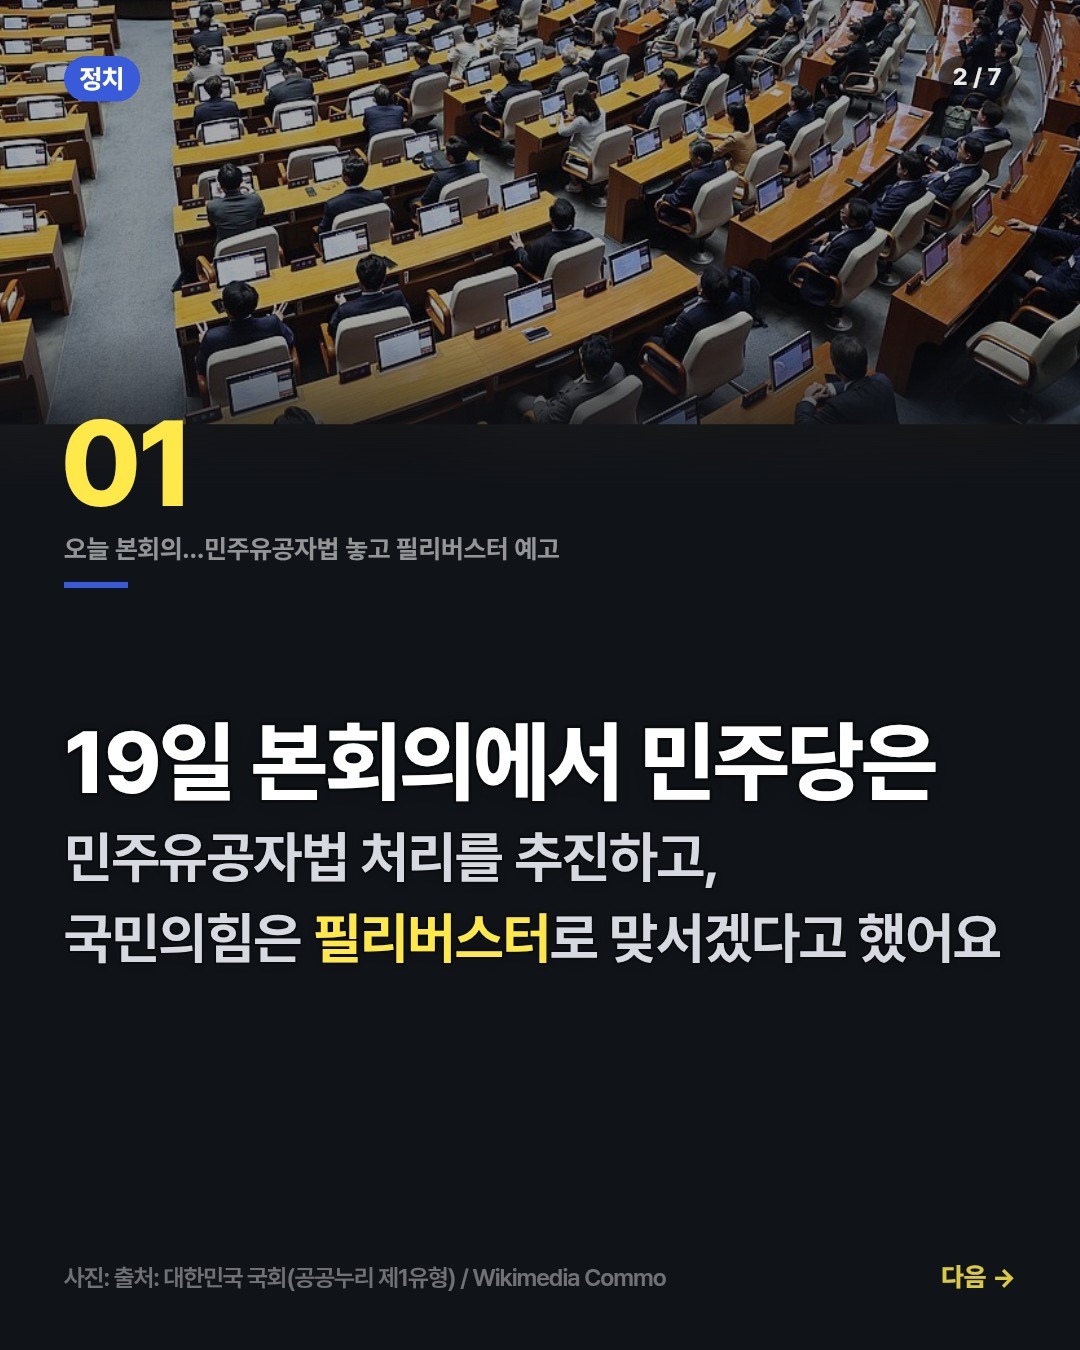 정치
2 / 7
01
오늘 본회의...민주유공자법 놓고 필리버스터 예고
19일 본회의에서 민주당은
민주유공자법 처리를 추진하고,
국민의힘은 필리버스터로 맞서겠다고 했어요
사진: 출처: 대한민국 국회(공공누리 제1유형) / Wikimedia Commo
다음 →